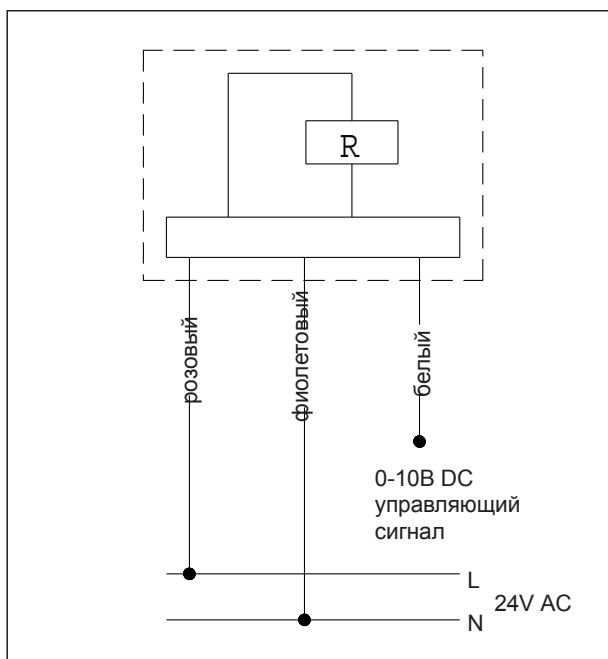 R
розовый
фиолетовый
белый
0-10В DC
управляющий
сигнал
L
24V AC
N